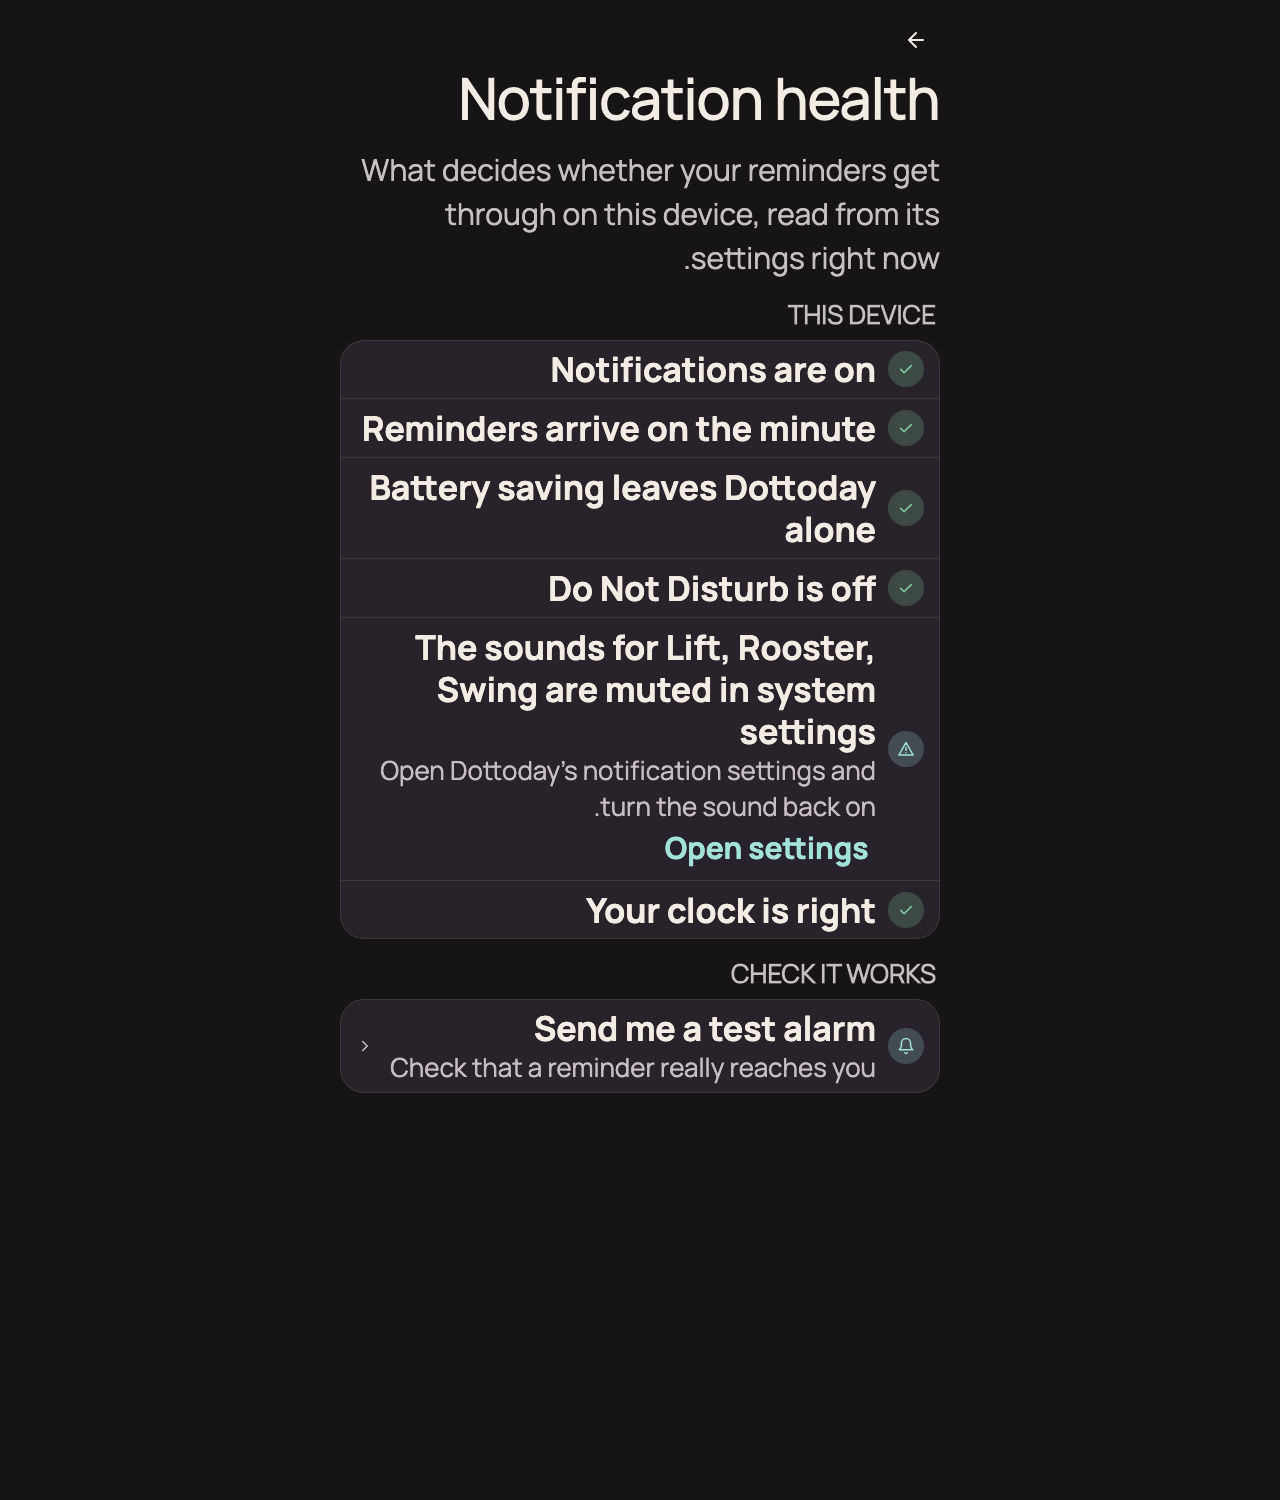 Notification health
What decides whether your reminders get
through on this device, read from its
.settings right now
THIS DEVICE
Notifications are on
Reminders arrive on the minute
Battery saving leaves Dottoday
alone
Do Not Disturb is off
The sounds for Lift, Rooster,
Swing are muted in system
settings
Open Dottoday’s notification settings and
.turn the sound back on
Open settings
Your clock is right
CHECK IT WORKS
Send me a test alarm
Check that a reminder really reaches you